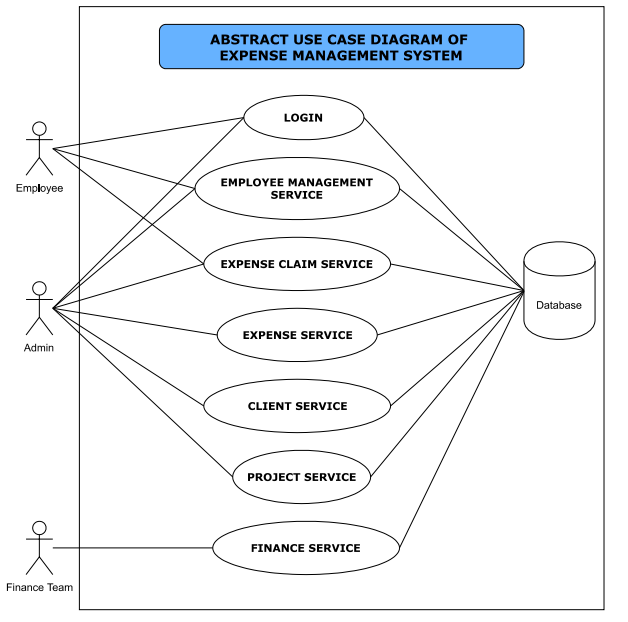 ABSTRACT USE CASE DIAGRAM OF
EXPENSE MANAGEMENT SYSTEM
LOGIN
Employee
EMPLOYEE MANAGEMENT
SERVICE
EXPENSE CLAIM SERVICE
Database
Admin
EXPENSE SERVICE
CLIENT SERVICE
PROJECT SERVICE
FINANCE SERVICE
Finance Team